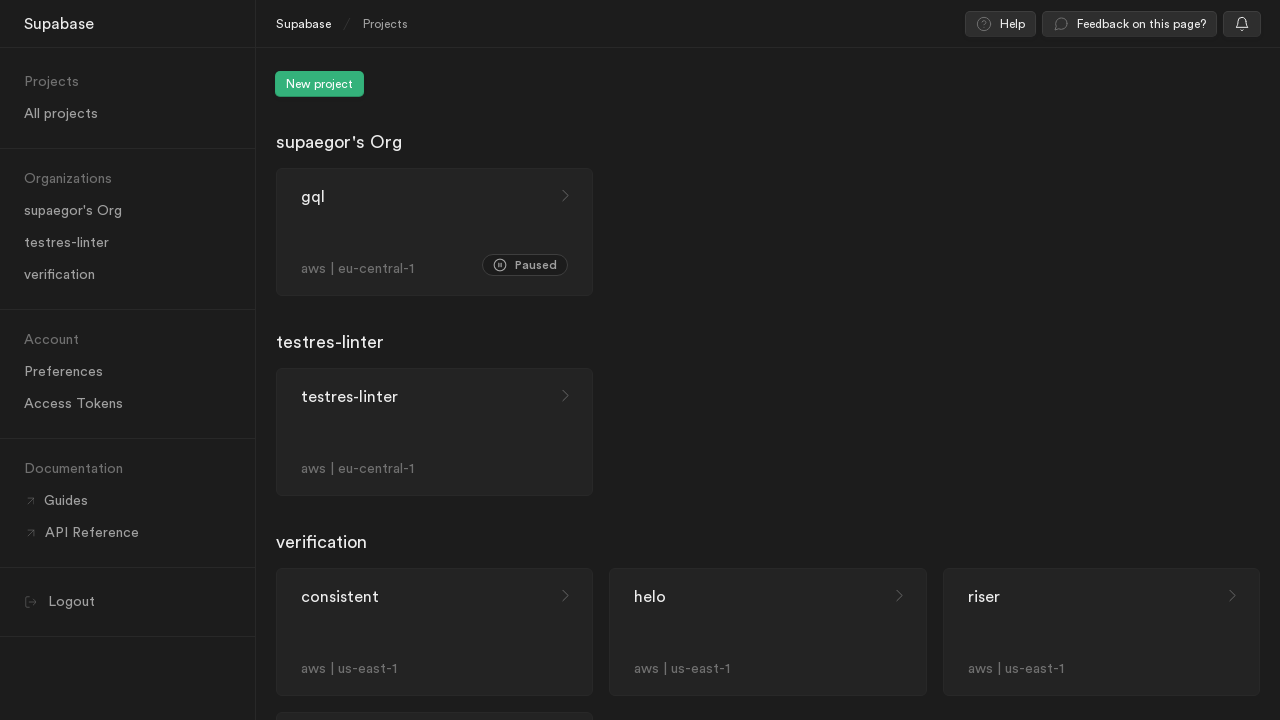 Supabase
Projects
All projects
Organizations
supaegor's Org
testres-linter
verification
Account
Preferences
Access Tokens
Documentation
Guides
API Reference
Logout
Supabase / Projects
Help
Feedback on this page?
New project
supaegor's Org
gql
aws | eu-central-1
Paused
testres-linter
testres-linter
aws | eu-central-1
verification
consistent
aws | us-east-1
helo
aws | us-east-1
riser
aws | us-east-1